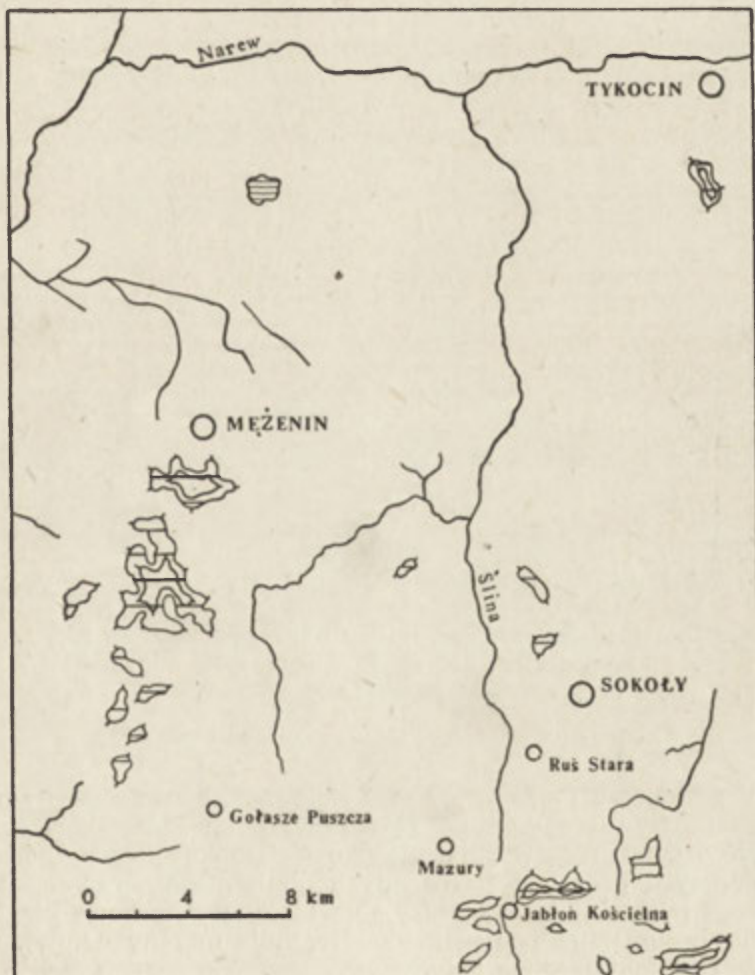 Narew
TYKOCIN
MĘŻENIN
Ślina
SOKOŁY
Ruś Stara
Gołasze Puszcza
Mazury
0 4 8 km
Jabłoń Kościelna